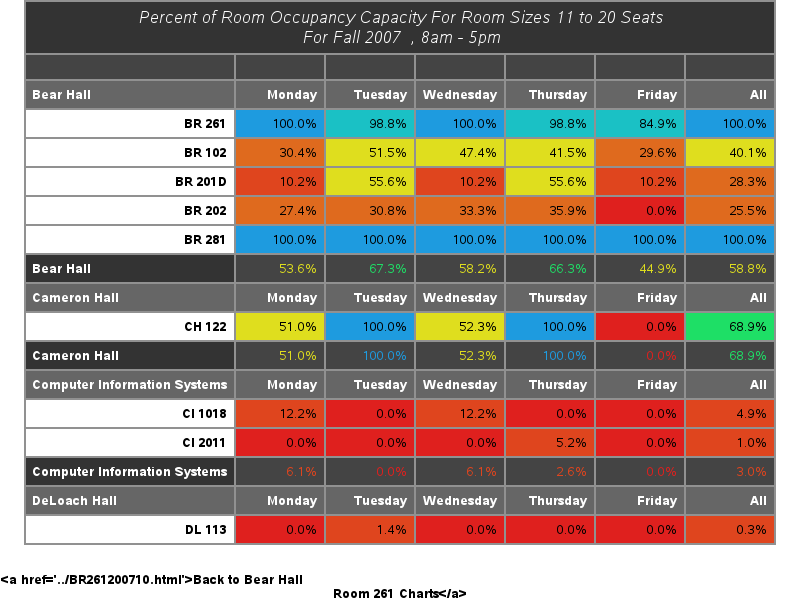 Percent of Room Occupancy Capacity For Room Sizes 11 to 20 Seats
For Fall 2007 , 8am - 5pm
Bear Hall Monday Tuesday Wednesday Thursday Friday All
BR 261 100.0% 98.8% 100.0% 98.8% 84.9% 100.0%
BR 102 30.4% 51.5% 47.4% 41.5% 29.6% 40.1%
BR 201D 10.2% 55.6% 10.2% 55.6% 10.2% 28.3%
BR 202 27.4% 30.8% 33.3% 35.9% 0.0% 25.5%
BR 281 100.0% 100.0% 100.0% 100.0% 100.0% 100.0%
Bear Hall 53.6% 67.3% 58.2% 66.3% 44.9% 58.8%
Cameron Hall Monday Tuesday Wednesday Thursday Friday All
CH 122 51.0% 100.0% 52.3% 100.0% 0.0% 68.9%
Cameron Hall 51.0% 100.0% 52.3% 100.0% 0.0% 68.9%
Computer Information Systems Monday Tuesday Wednesday Thursday Friday All
CI 1018 12.2% 0.0% 12.2% 0.0% 0.0% 4.9%
CI 2011 0.0% 0.0% 0.0% 5.2% 0.0% 1.0%
Computer Information Systems 6.1% 0.0% 6.1% 2.6% 0.0% 3.0%
DeLoach Hall Monday Tuesday Wednesday Thursday Friday All
DL 113 0.0% 1.4% 0.0% 0.0% 0.0% 0.3%
<a href='../BR261200710.html'>Back to Bear Hall
Room 261 Charts</a>